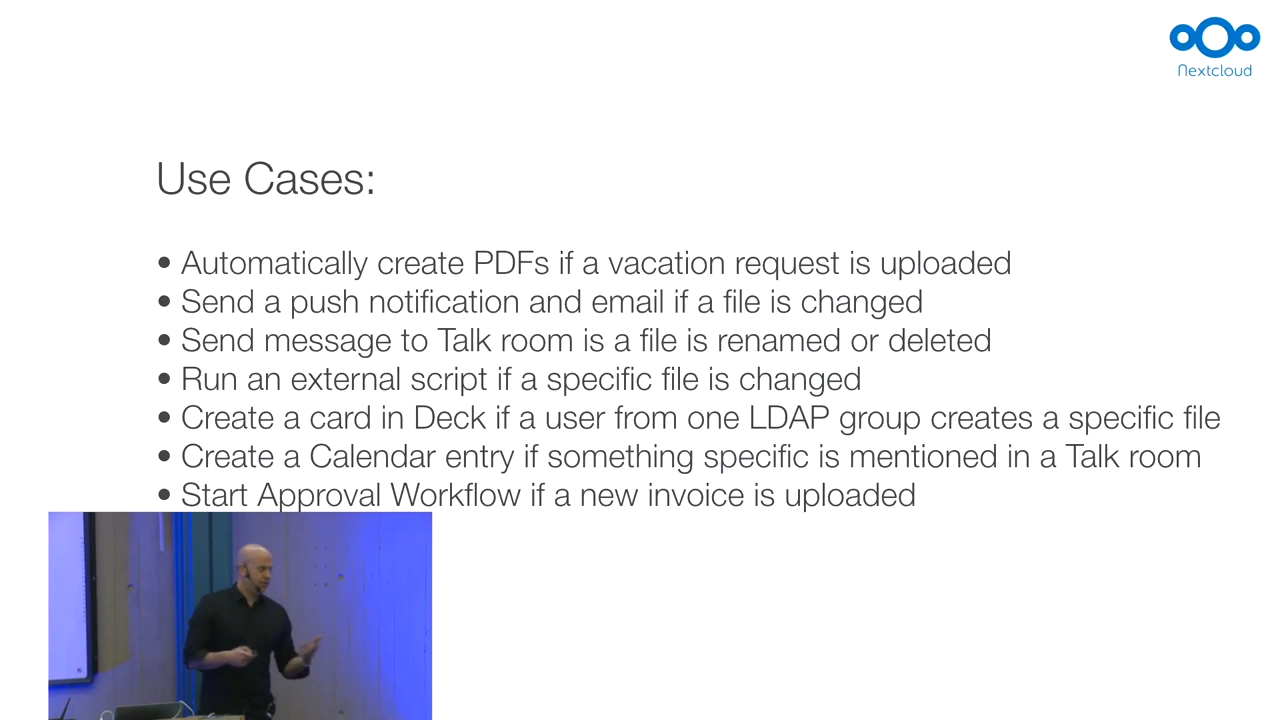 Nextcloud
Use Cases:
• Automatically create PDFs if a vacation request is uploaded
• Send a push notification and email if a file is changed
• Send message to Talk room is a file is renamed or deleted
• Run an external script if a specific file is changed
• Create a card in Deck if a user from one LDAP group creates a specific file
• Create a Calendar entry if something specific is mentioned in a Talk room
• Start Approval Workflow if a new invoice is uploaded